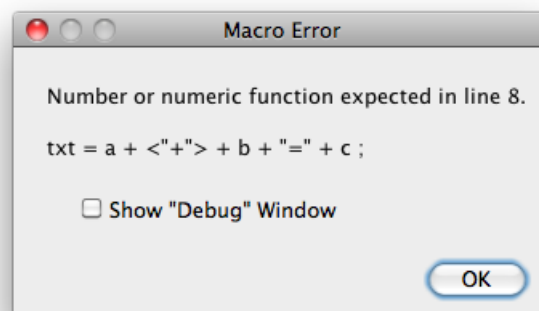 Macro Error
Number or numeric function expected in line 8.
txt = a + <"+"> + b + "=" + c ;
Show "Debug" Window
OK